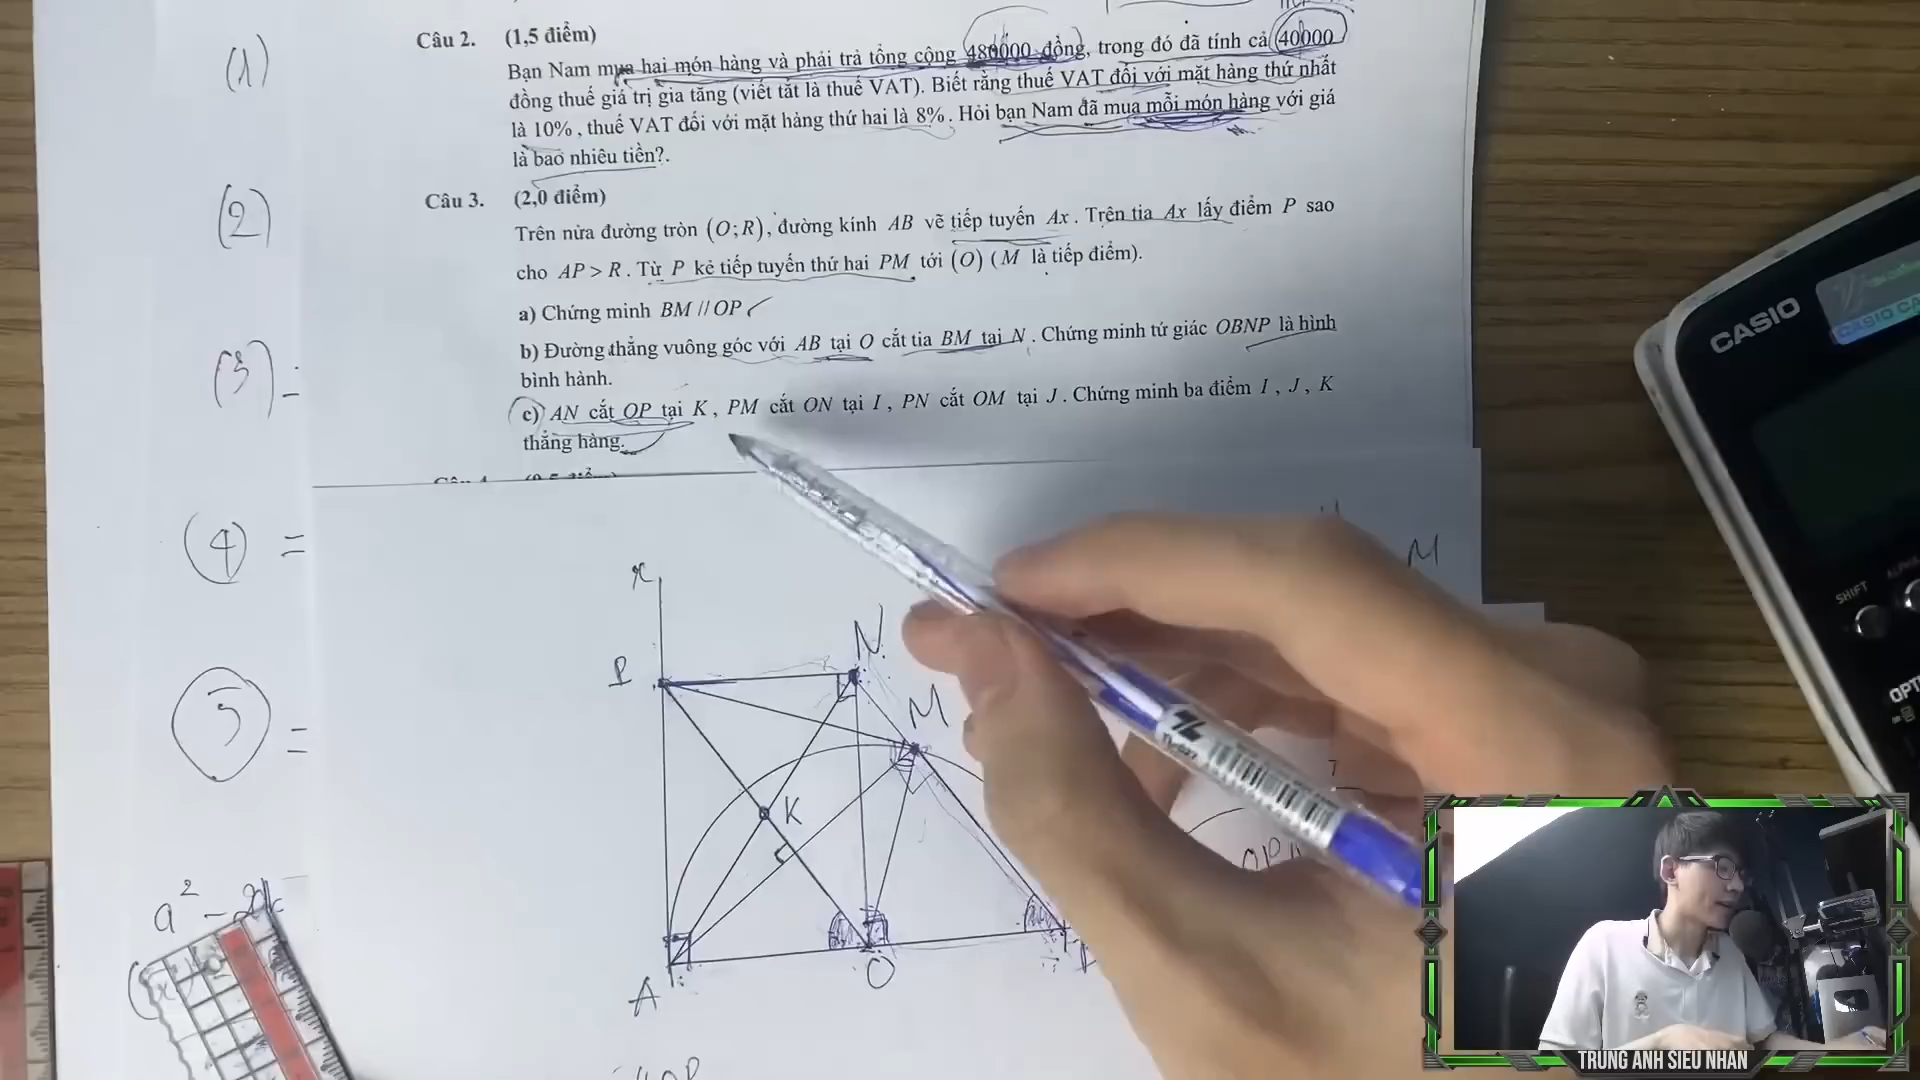 (1)
Câu 2. (1,5 điểm)
Bạn Nam mua hai món hàng và phải trả tổng cộng 480000 đồng, trong đó đã tính cả 40000
đồng thuế giá trị gia tăng (viết tắt là thuế VAT). Biết rằng thuế VAT đối với mặt hàng thứ nhất
là 10%, thuế VAT đối với mặt hàng thứ hai là 8%. Hỏi bạn Nam đã mua mỗi món hàng với giá
là bao nhiêu tiền?.
(2)
Câu 3. (2,0 điểm)
Trên nửa đường tròn (O;R), đường kính AB vẽ tiếp tuyến Ax. Trên tia Ax lấy điểm P sao
cho AP > R. Từ P kẻ tiếp tuyến thứ hai PM tới (O) (M là tiếp điểm).
a) Chứng minh BM // OP
(3) =
b) Đường thẳng vuông góc với AB tại O cắt tia BM tại N. Chứng minh tứ giác OBNP là hình
bình hành.
c) AN cắt OP tại K, PM cắt ON tại I, PN cắt OM tại J. Chứng minh ba điểm I, J, K
thẳng hàng.
(4) =
5 =
x
P
N
M
K
A
O
M
a² -
CASIO
SHIFT
TRUNG ANH SIEU NHAN